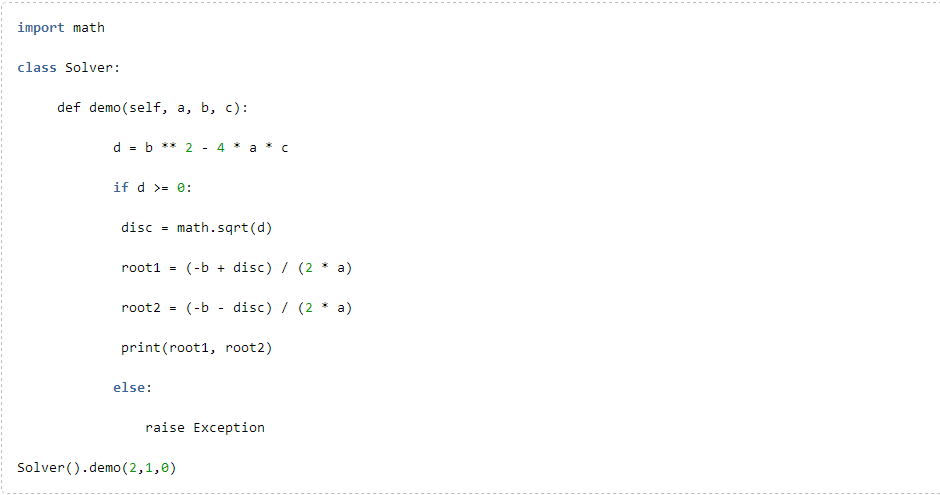 import math
class Solver:
def demo(self, a, b, c):
d = b ** 2 - 4 * a * c
if d >= 0:
disc = math.sqrt(d)
root1 = (-b + disc) / (2 * a)
root2 = (-b - disc) / (2 * a)
print(root1, root2)
else:
raise Exception
Solver().demo(2,1,0)